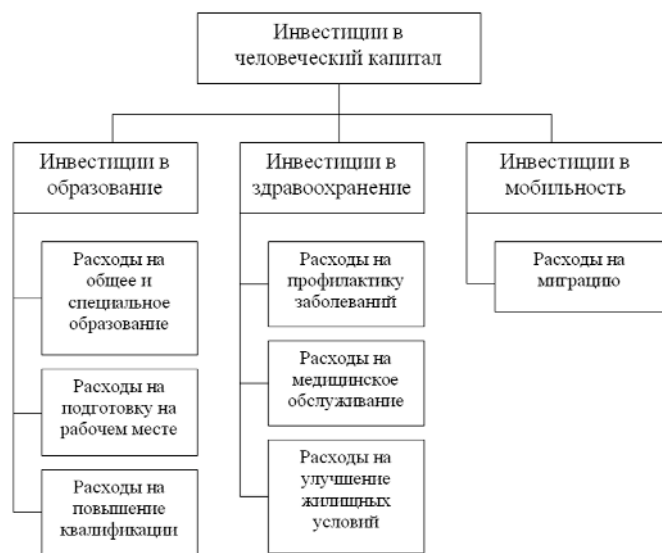 Инвестиции в
человеческий капитал
Инвестиции в
образование
Расходы на
общее и
специальное
образование
Расходы на
подготовку на
рабочем месте
Расходы на
повышение
квалификации
Инвестиции в
здравоохранение
Расходы на
профилактику
заболеваний
Расходы на
медицинское
обслуживание
Расходы на
улучшение
жилищных
условий
Инвестиции в
мобильность
Расходы на
миграцию